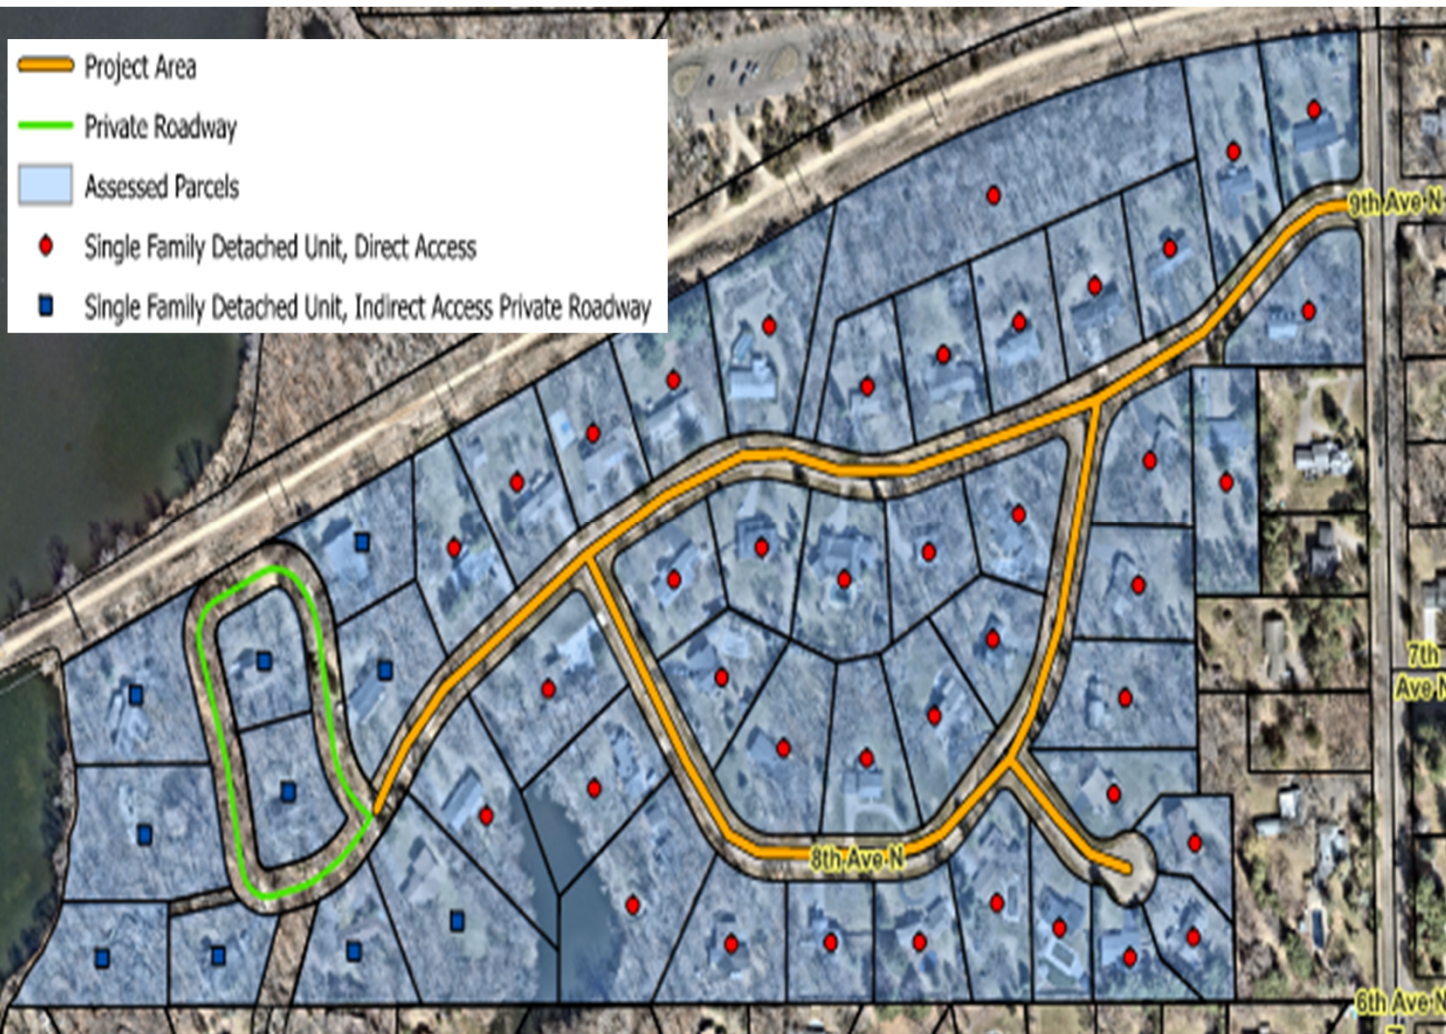 Project Area
Private Roadway
Assessed Parcels
Single Family Detached Unit, Direct Access
Single Family Detached Unit, Indirect Access Private Roadway
9th Ave N
7th
Ave N
8th Ave N
6th Ave N